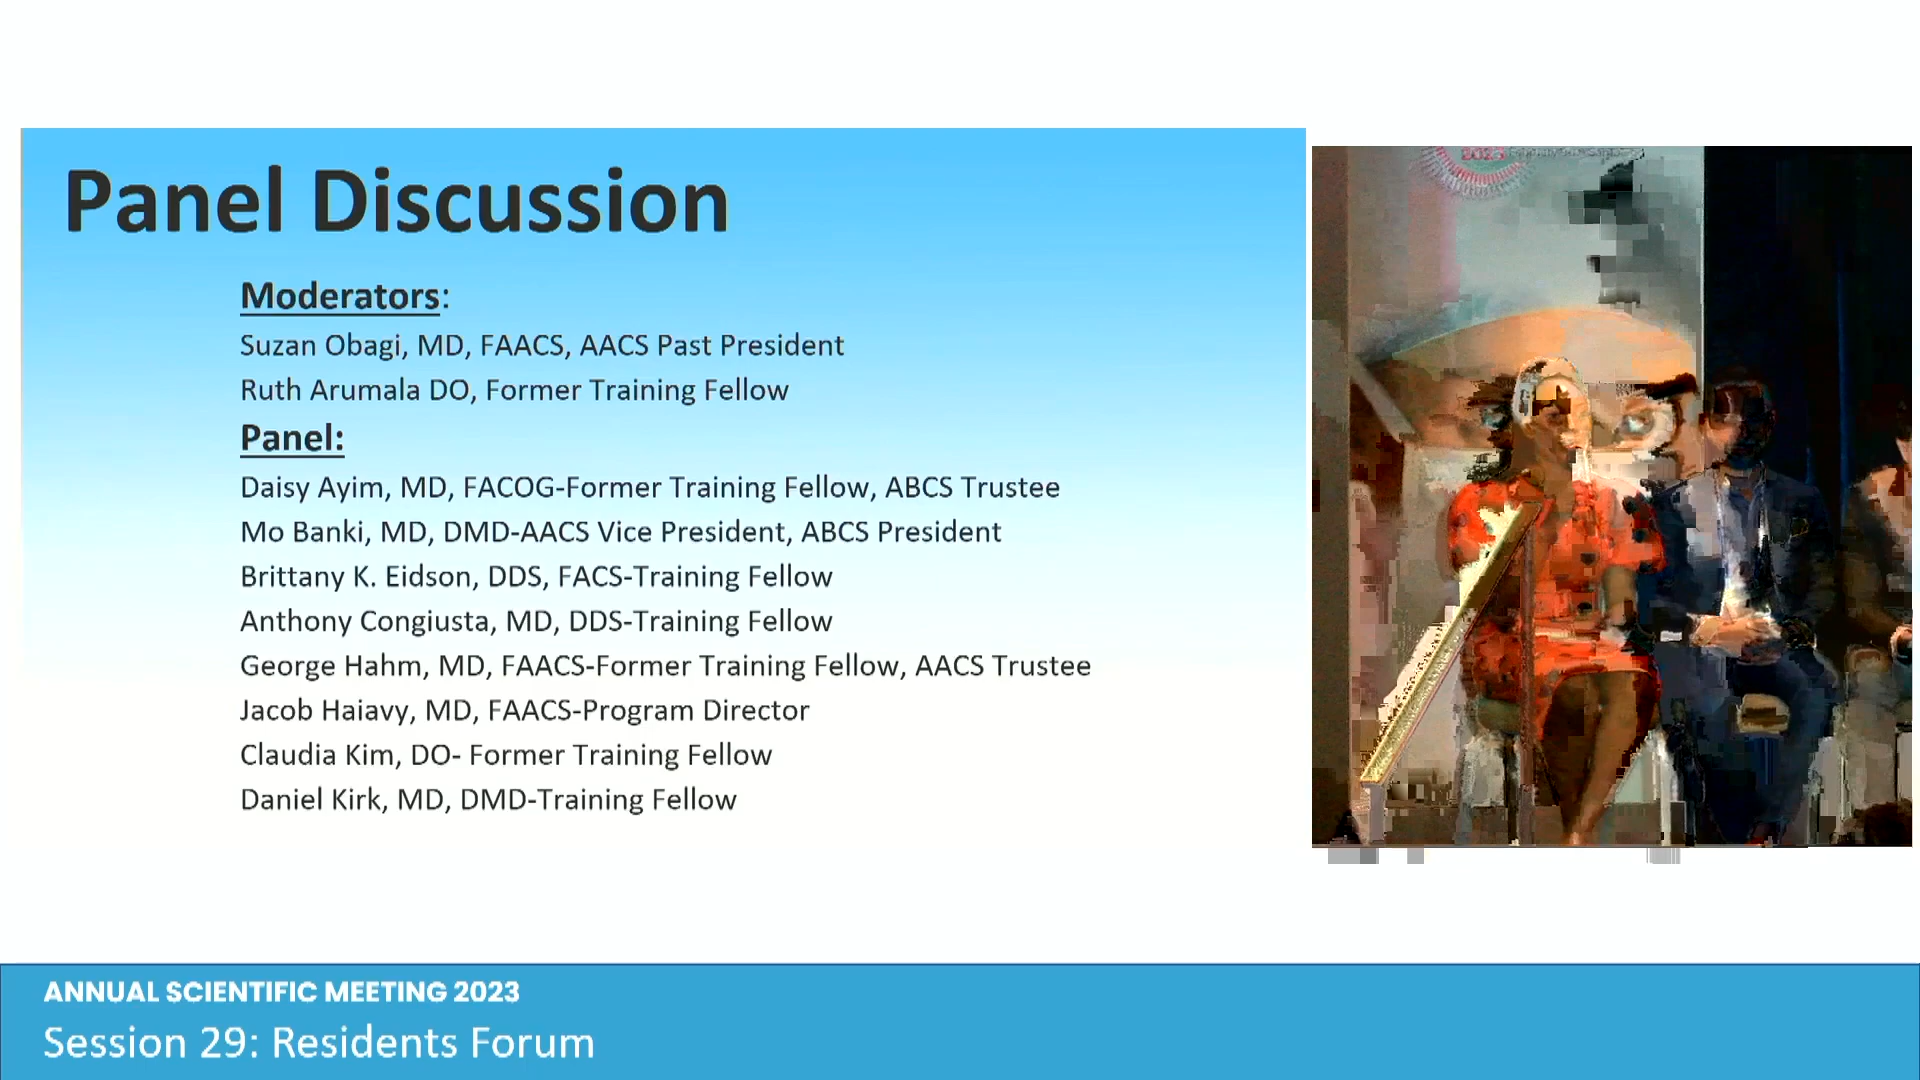 Panel Discussion
Moderators:
Suzan Obagi, MD, FAACS, AACS Past President
Ruth Arumala DO, Former Training Fellow
Panel:
Daisy Ayim, MD, FACOG-Former Training Fellow, ABCS Trustee
Mo Banki, MD, DMD-AACS Vice President, ABCS President
Brittany K. Eidson, DDS, FACS-Training Fellow
Anthony Congiusta, MD, DDS-Training Fellow
George Hahm, MD, FAACS-Former Training Fellow, AACS Trustee
Jacob Haiavy, MD, FAACS-Program Director
Claudia Kim, DO- Former Training Fellow
Daniel Kirk, MD, DMD-Training Fellow
2023
ANNUAL SCIENTIFIC MEETING 2023
Session 29: Residents Forum